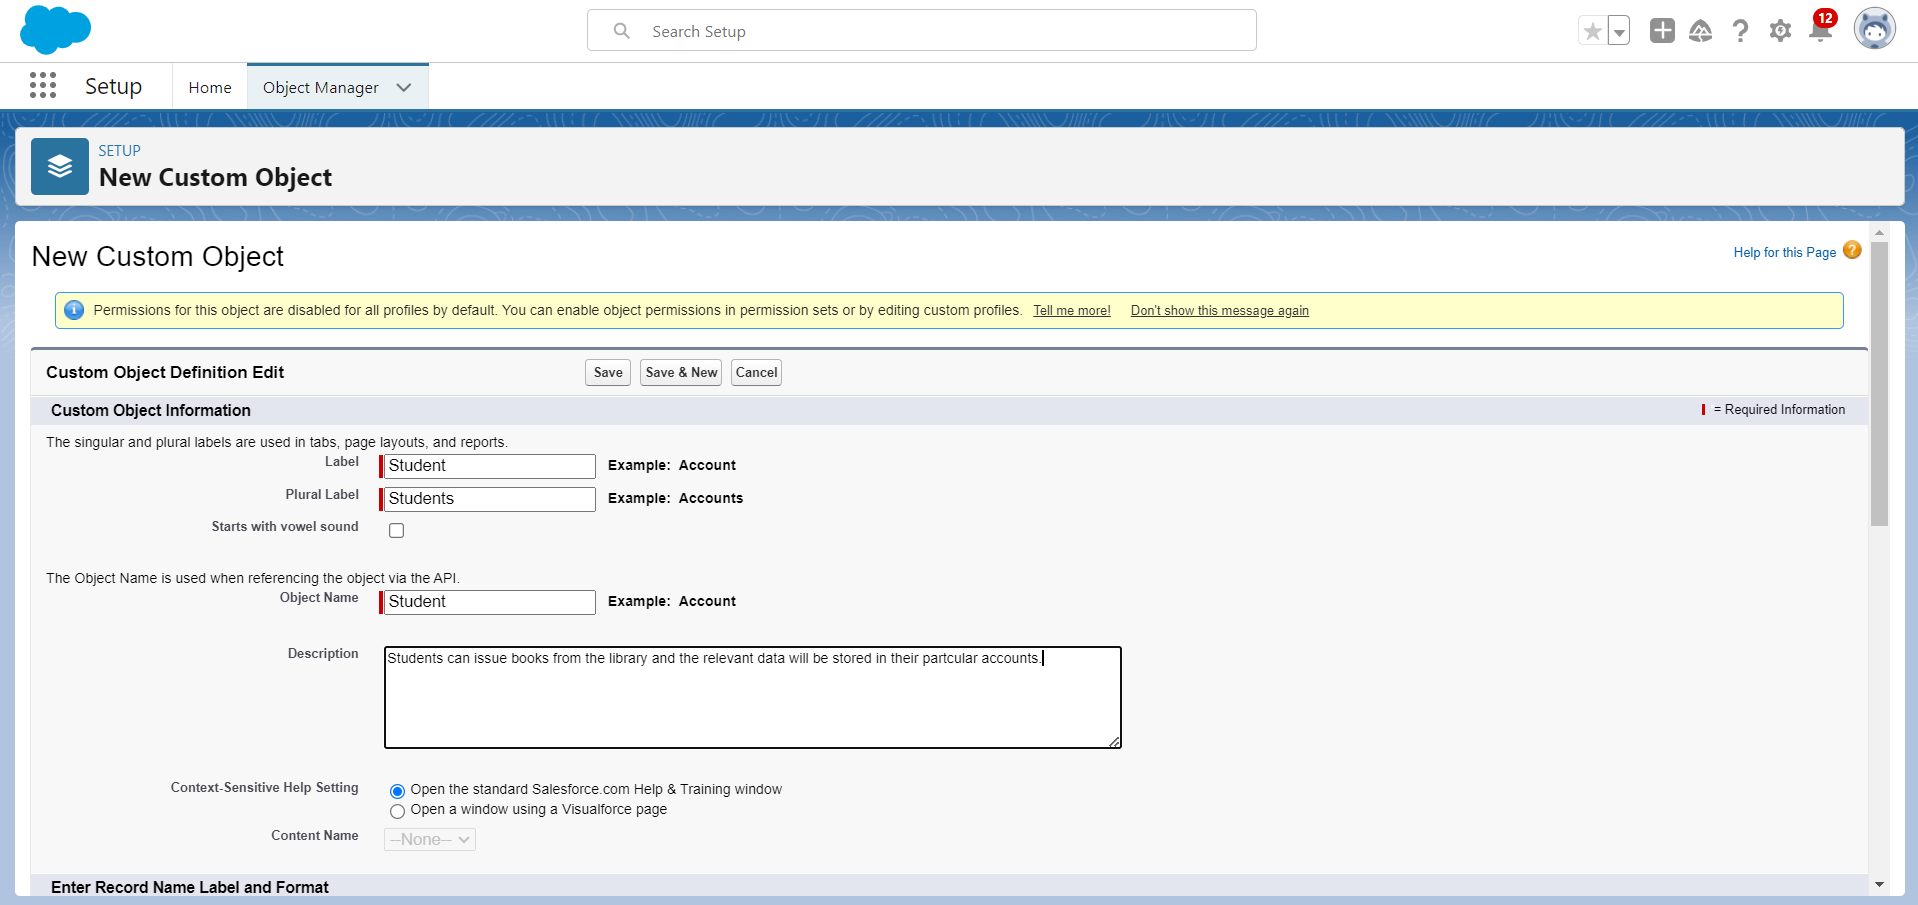 Search Setup
12
Setup
Home
Object Manager
SETUP
New Custom Object
New Custom Object
Help for this Page
?
Permissions for this object are disabled for all profiles by default. You can enable object permissions in permission sets or by editing custom profiles. Tell me more! Don't show this message again
Custom Object Definition Edit Save Save & New Cancel
Custom Object Information = Required Information
The singular and plural labels are used in tabs, page layouts, and reports.
Label Student Example: Account
Plural Label Students Example: Accounts
Starts with vowel sound
The Object Name is used when referencing the object via the API.
Object Name Student Example: Account
Description Students can issue books from the library and the relevant data will be stored in their partcular accounts.
Context-Sensitive Help Setting Open the standard Salesforce.com Help & Training window
Open a window using a Visualforce page
Content Name --None--
Enter Record Name Label and Format